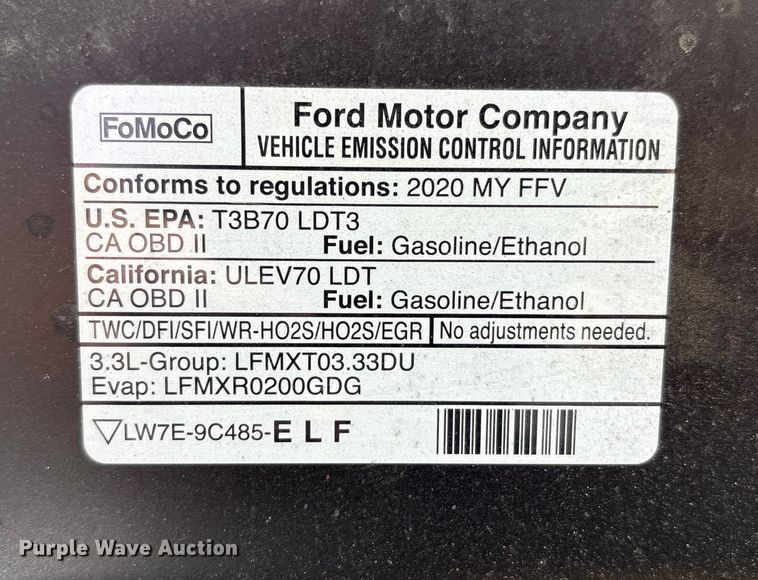 FoMoCo
Ford Motor Company
VEHICLE EMISSION CONTROL INFORMATION
Conforms to regulations: 2020 MY FFV
U.S. EPA: T3B70 LDT3
CA OBD II Fuel: Gasoline/Ethanol
California: ULEV70 LDT
CA OBD II Fuel: Gasoline/Ethanol
TWC/DFI/SFI/WR-HO2S/HO2S/EGR No adjustments needed.
3.3L-Group: LFMXT03.33DU
Evap: LFMXR0200GDG
▽LW7E-9C485-E L F
Purple Wave Auction